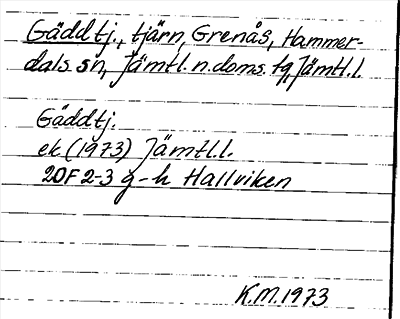 Gäddtj., tjärn, Grenås, Hammer-
dals sn, Jämtl. n. doms. tg, Jämtl. l.
Gäddtj.
ek (1973) Jämtl.l.
20F 2-3 g-h Hallviken
K.M.1973